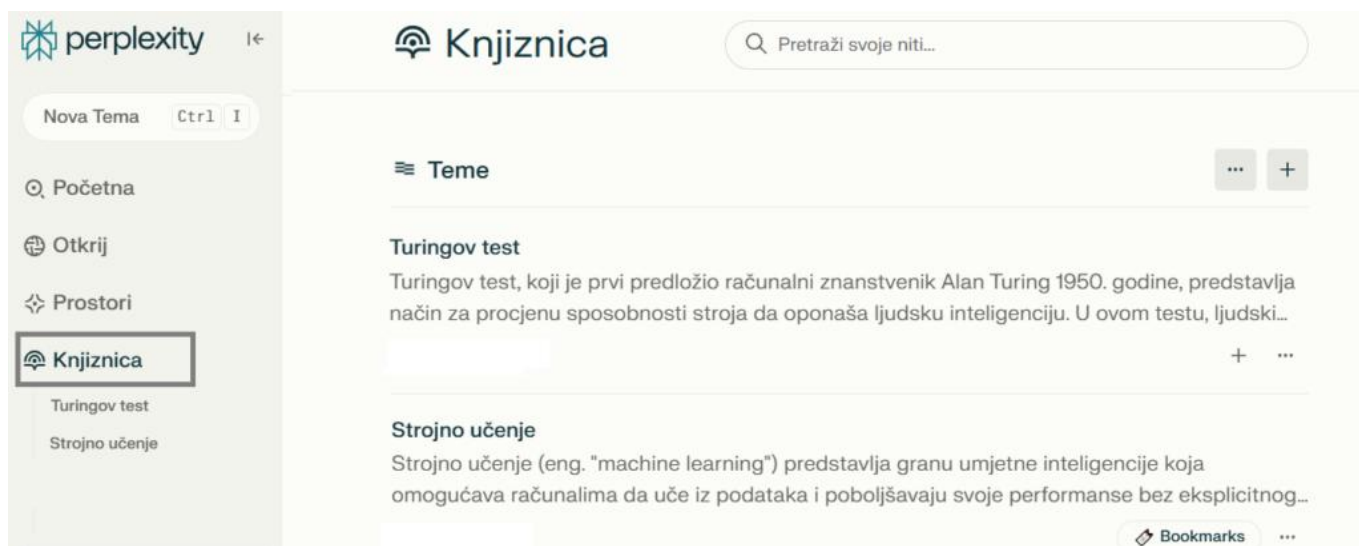 perplexity
Nova Tema Ctrl I
Početna
Otkrij
Prostori
Knjiznica
Turingov test
Strojno učenje
Knjiznica
Pretraži svoje niti...
Teme
Turingov test
Turingov test, koji je prvi predložio računalni znanstvenik Alan Turing 1950. godine, predstavlja
način za procjenu sposobnosti stroja da oponaša ljudsku inteligenciju. U ovom testu, ljudski...
Strojno učenje
Strojno učenje (eng. "machine learning") predstavlja granu umjetne inteligencije koja
omogućava računalima da uče iz podataka i poboljšavaju svoje performanse bez eksplicitnog...
Bookmarks